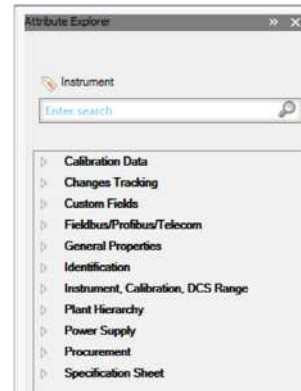 Attribute Explorer
Instrument
Enter search
Calibration Data
Changes Tracking
Custom Fields
Fieldbus/Profibus/Telecom
General Properties
Identification
Instrument, Calibration, DCS Range
Plant Hierarchy
Power Supply
Procurement
Specification Sheet